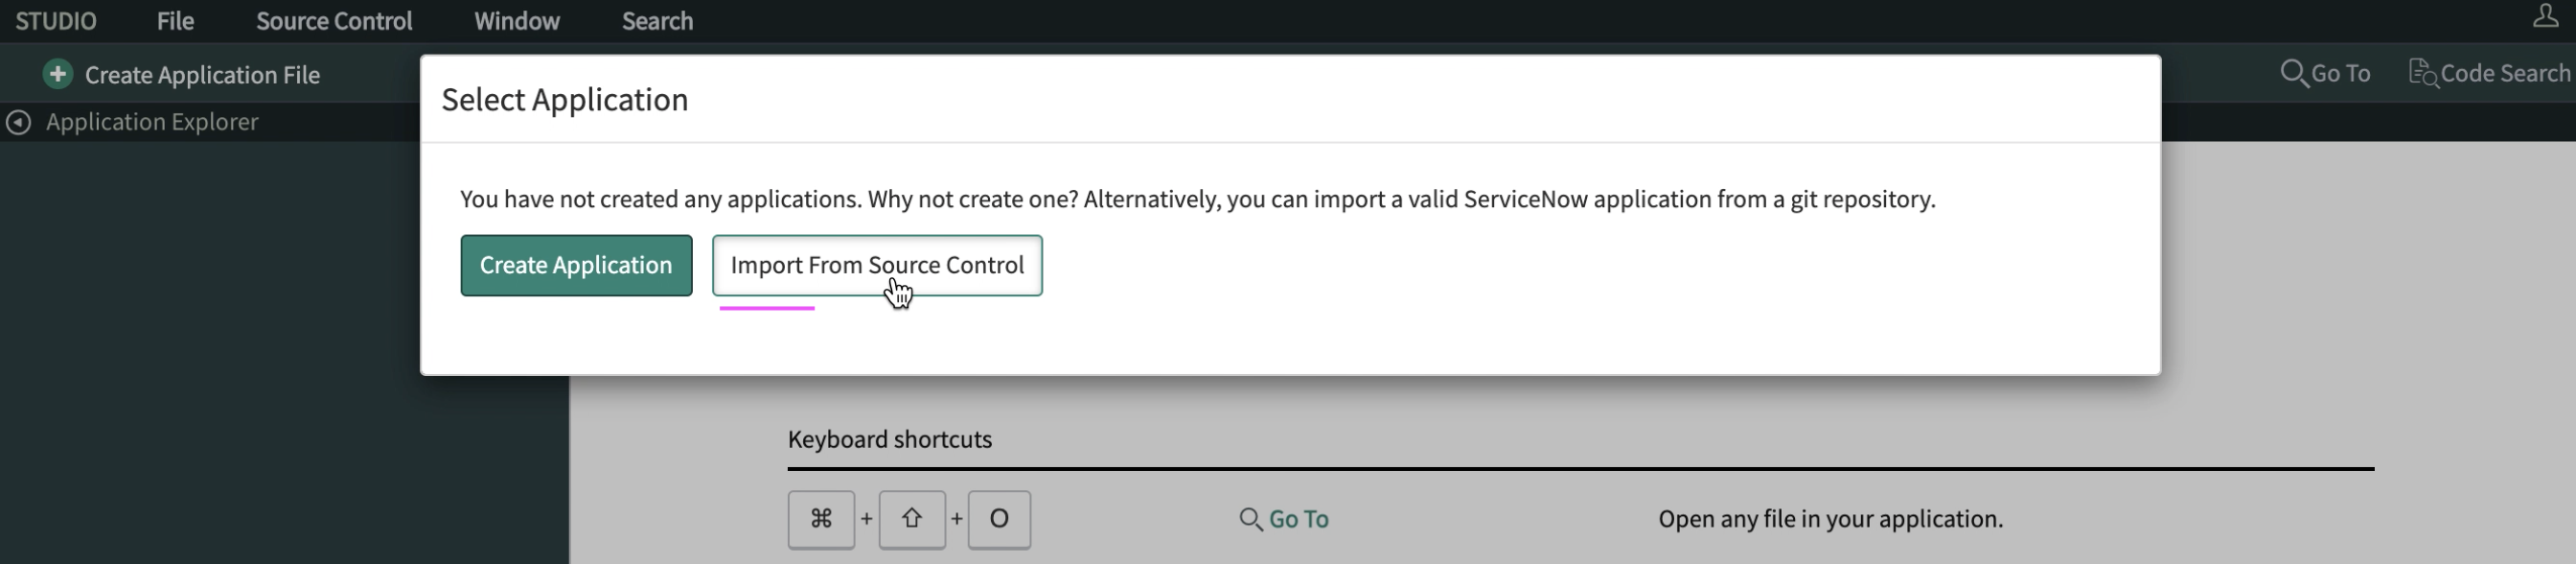 STUDIO File Source Control Window Search
Create Application File Go To Code Search
Application Explorer
Select Application
You have not created any applications. Why not create one? Alternatively, you can import a valid ServiceNow application from a git repository.
Create Application Import From Source Control
Keyboard shortcuts
⌘ + ⇧ + O Go To Open any file in your application.